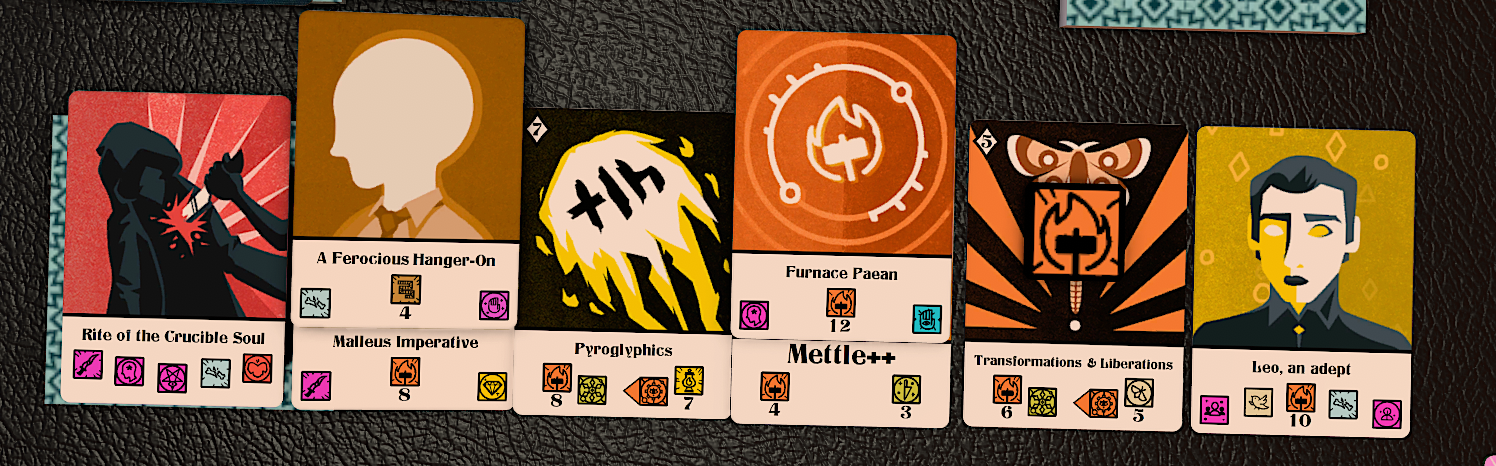 Rite of the Crucible Soul
A Ferocious Hanger-On
4
Malleus Imperative
8
7
Pyroglyphics
8
7
Furnace Paean
12
Mettle++
4
3
5
Transformations & Liberations
6
5
Leo, an adept
10